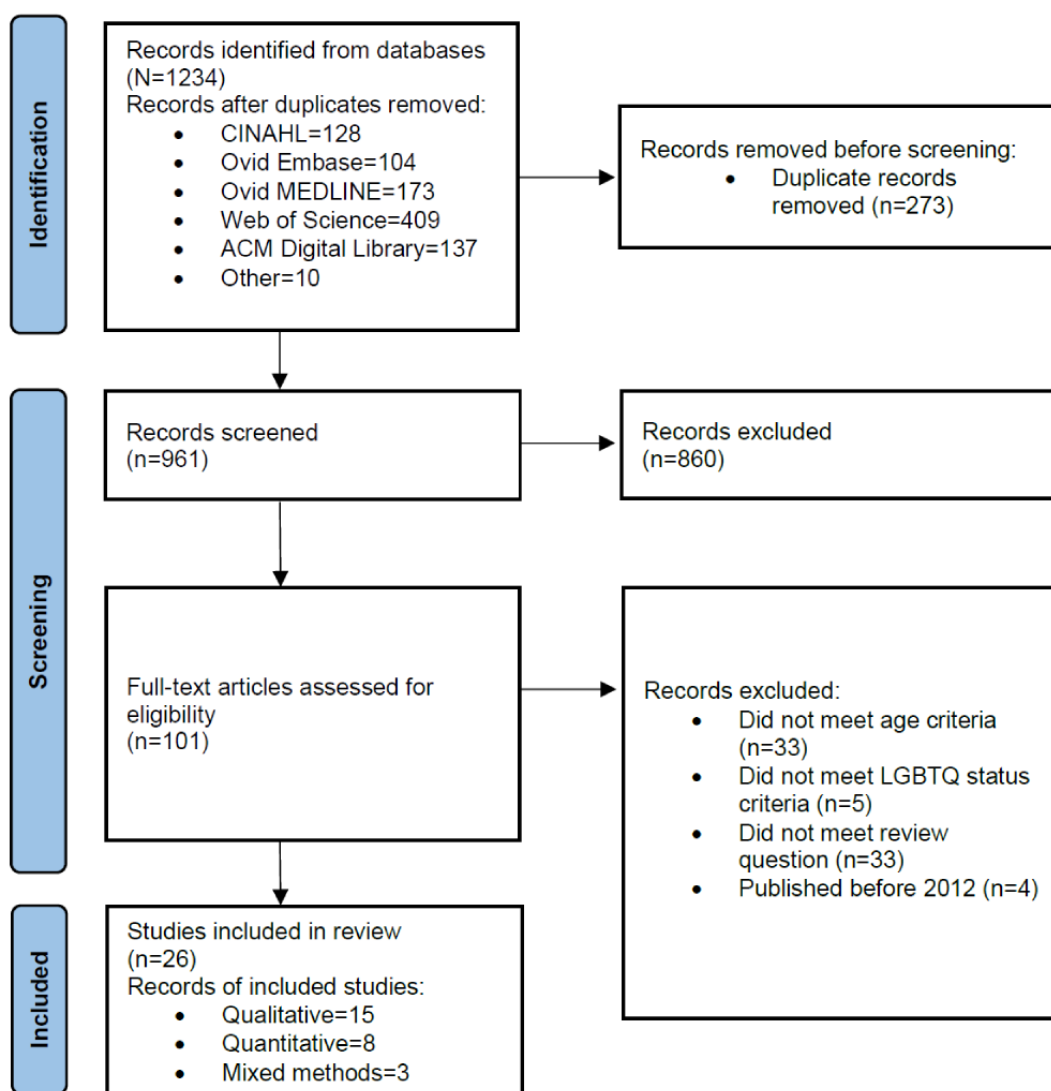 Identification
Records identified from databases
(N=1234)
Records after duplicates removed:
• CINAHL=128
• Ovid Embase=104
• Ovid MEDLINE=173
• Web of Science=409
• ACM Digital Library=137
• Other=10
Records removed before screening:
• Duplicate records
removed (n=273)
Screening
Records screened
(n=961)
Records excluded
(n=860)
Full-text articles assessed for
eligibility
(n=101)
Records excluded:
• Did not meet age criteria
(n=33)
• Did not meet LGBTQ status
criteria (n=5)
• Did not meet review
question (n=33)
• Published before 2012 (n=4)
Included
Studies included in review
(n=26)
Records of included studies:
• Qualitative=15
• Quantitative=8
• Mixed methods=3